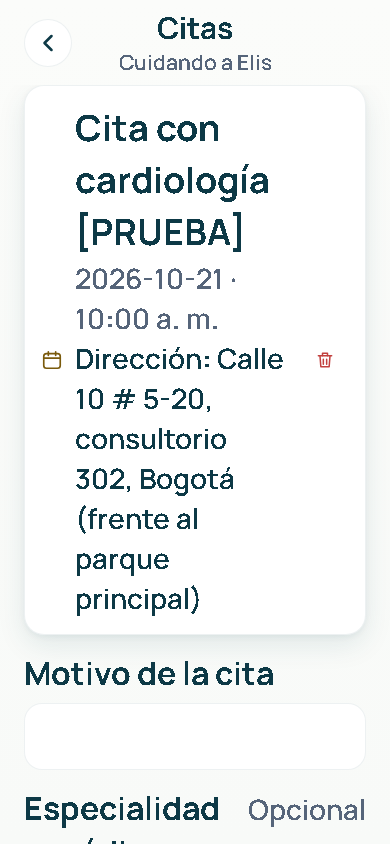 Citas
Cuidando a Elis
Cita con
cardiología
[PRUEBA]
2026-10-21 ·
10:00 a. m.
Dirección: Calle
10 # 5-20,
consultorio
302, Bogotá
(frente al
parque
principal)
Motivo de la cita
Especialidad Opcional